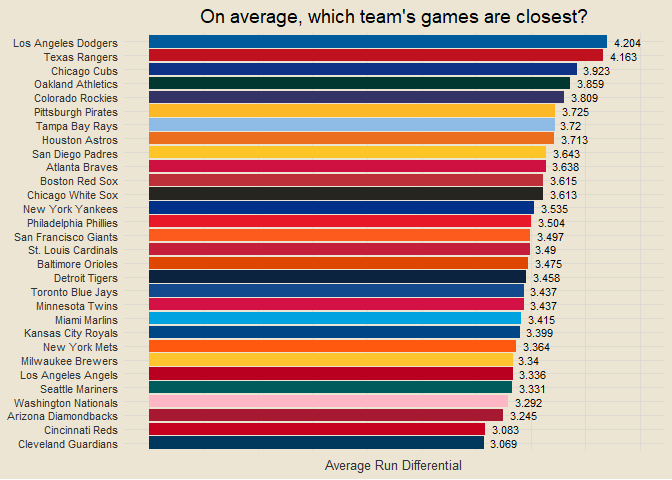 On average, which team's games are closest?
Los Angeles Dodgers 4.204
Texas Rangers 4.163
Chicago Cubs 3.923
Oakland Athletics 3.859
Colorado Rockies 3.809
Pittsburgh Pirates 3.725
Tampa Bay Rays 3.72
Houston Astros 3.713
San Diego Padres 3.643
Atlanta Braves 3.638
Boston Red Sox 3.615
Chicago White Sox 3.613
New York Yankees 3.535
Philadelphia Phillies 3.504
San Francisco Giants 3.497
St. Louis Cardinals 3.49
Baltimore Orioles 3.475
Detroit Tigers 3.458
Toronto Blue Jays 3.437
Minnesota Twins 3.437
Miami Marlins 3.415
Kansas City Royals 3.399
New York Mets 3.364
Milwaukee Brewers 3.34
Los Angeles Angels 3.336
Seattle Mariners 3.331
Washington Nationals 3.292
Arizona Diamondbacks 3.245
Cincinnati Reds 3.083
Cleveland Guardians 3.069
Average Run Differential